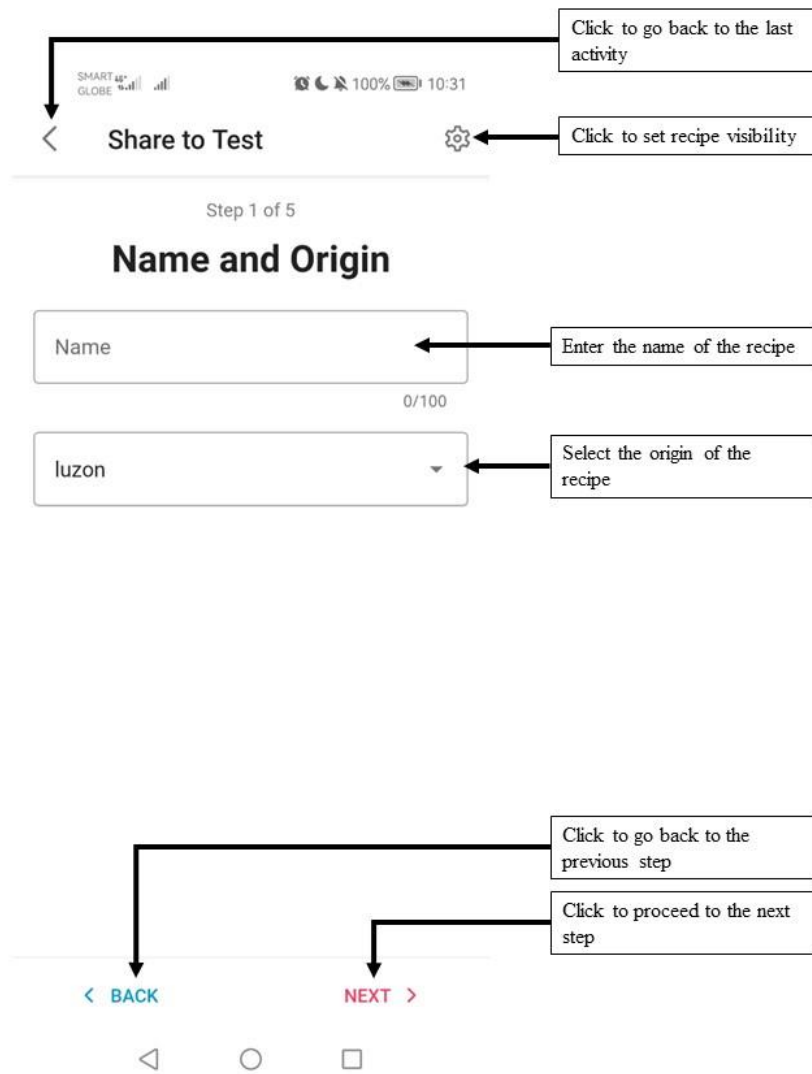 Click to go back to the last
activity
SMART
GLOBE
100%
10:31
Share to Test
Click to set recipe visibility
Step 1 of 5
Name and Origin
Name
Enter the name of the recipe
0/100
luzon
Select the origin of the
recipe
Click to go back to the
previous step
Click to proceed to the next
step
BACK
NEXT